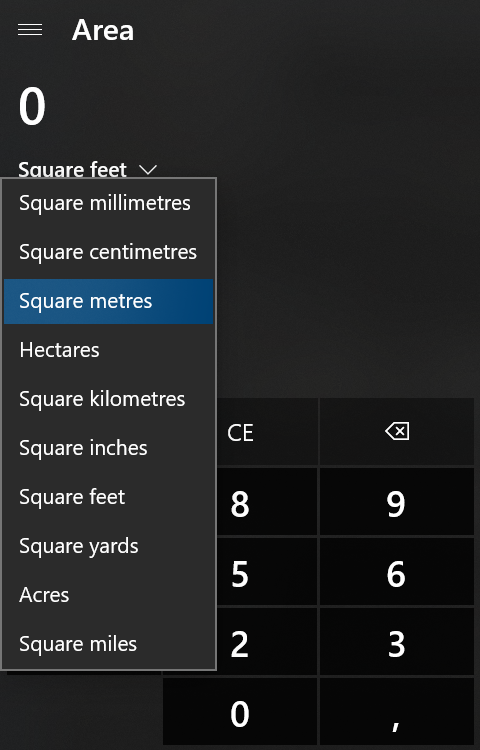 Area
0
Square feet
Square millimetres
Square centimetres
Square metres
Hectares
Square kilometres
CE
Square inches
Square feet
8 9
Square yards
5 6
Acres
Square miles
2 3
0 ,